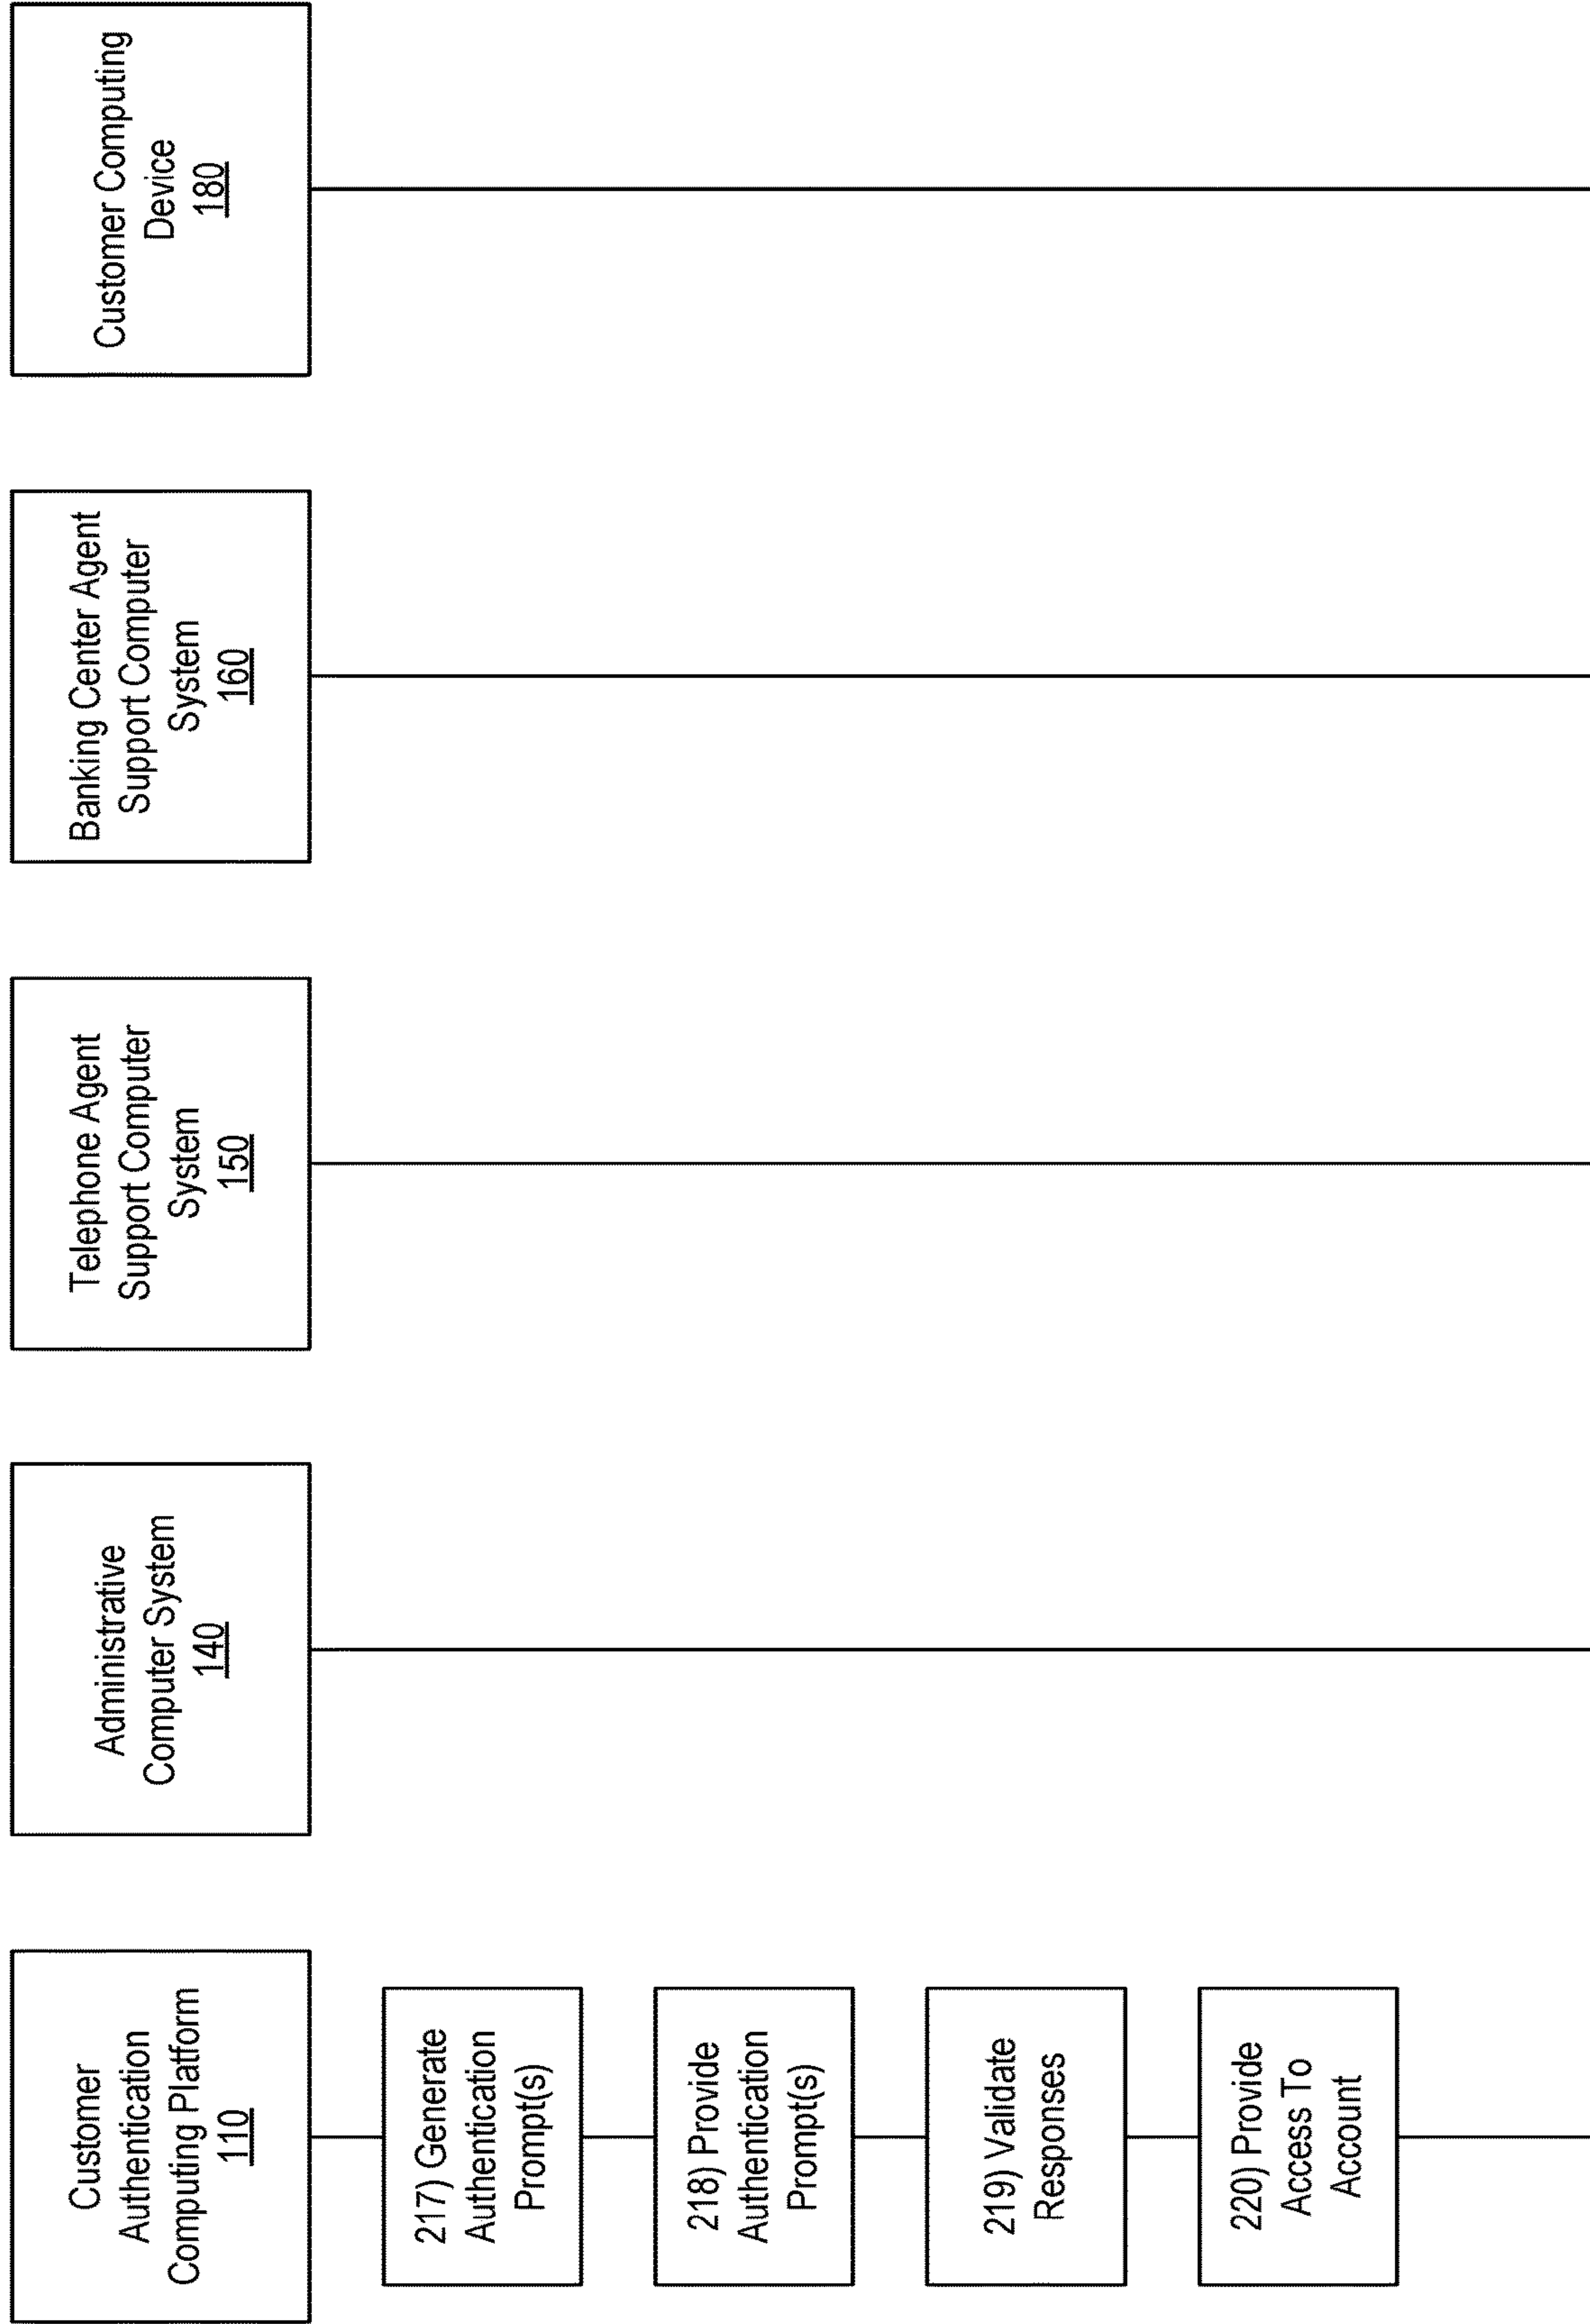 Customer
Authentication
Computing Platform
110
Administrative
Computer System
140
Telephone Agent
Support Computer
System
150
Banking Center Agent
Support Computer
System
160
Customer Computing
Device
180
217) Generate
Authentication
Prompt(s)
218) Provide
Authentication
Prompt(s)
219) Validate
Responses
220) Provide
Access To
Account